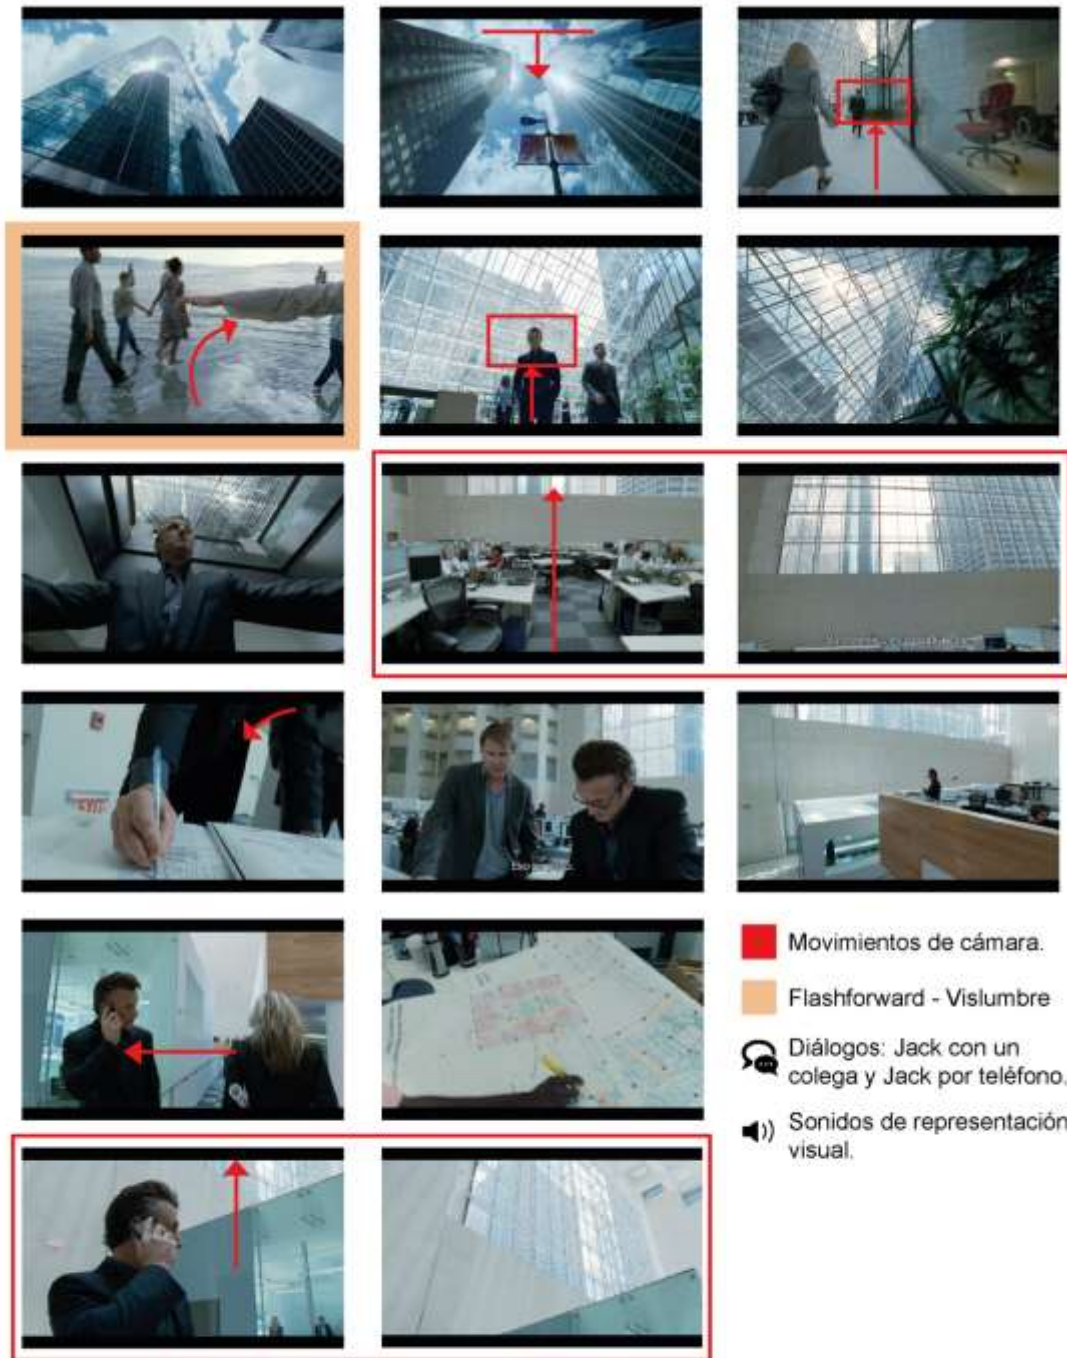 EXIT
Movimientos de cámara.
Flashforward - Vislumbre
Diálogos: Jack con un
colega y Jack por teléfono.
Sonidos de representación
visual.